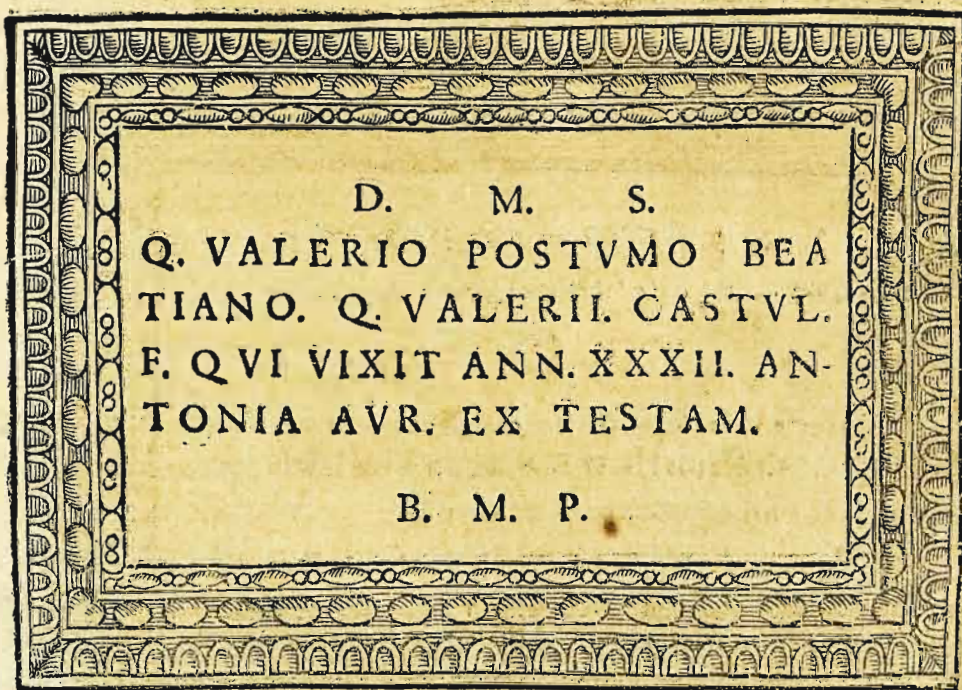 D. M. S.
Q. VALERIO POSTVMO BEA
TIANO. Q. VALERII. CASTVL.
F. QVI VIXIT ANN. XXXII. AN-
TONIA AVR. EX TESTAM.
B. M. P.